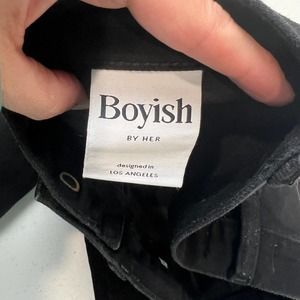 Boyish
BY HER
designed in
LOS ANGELES